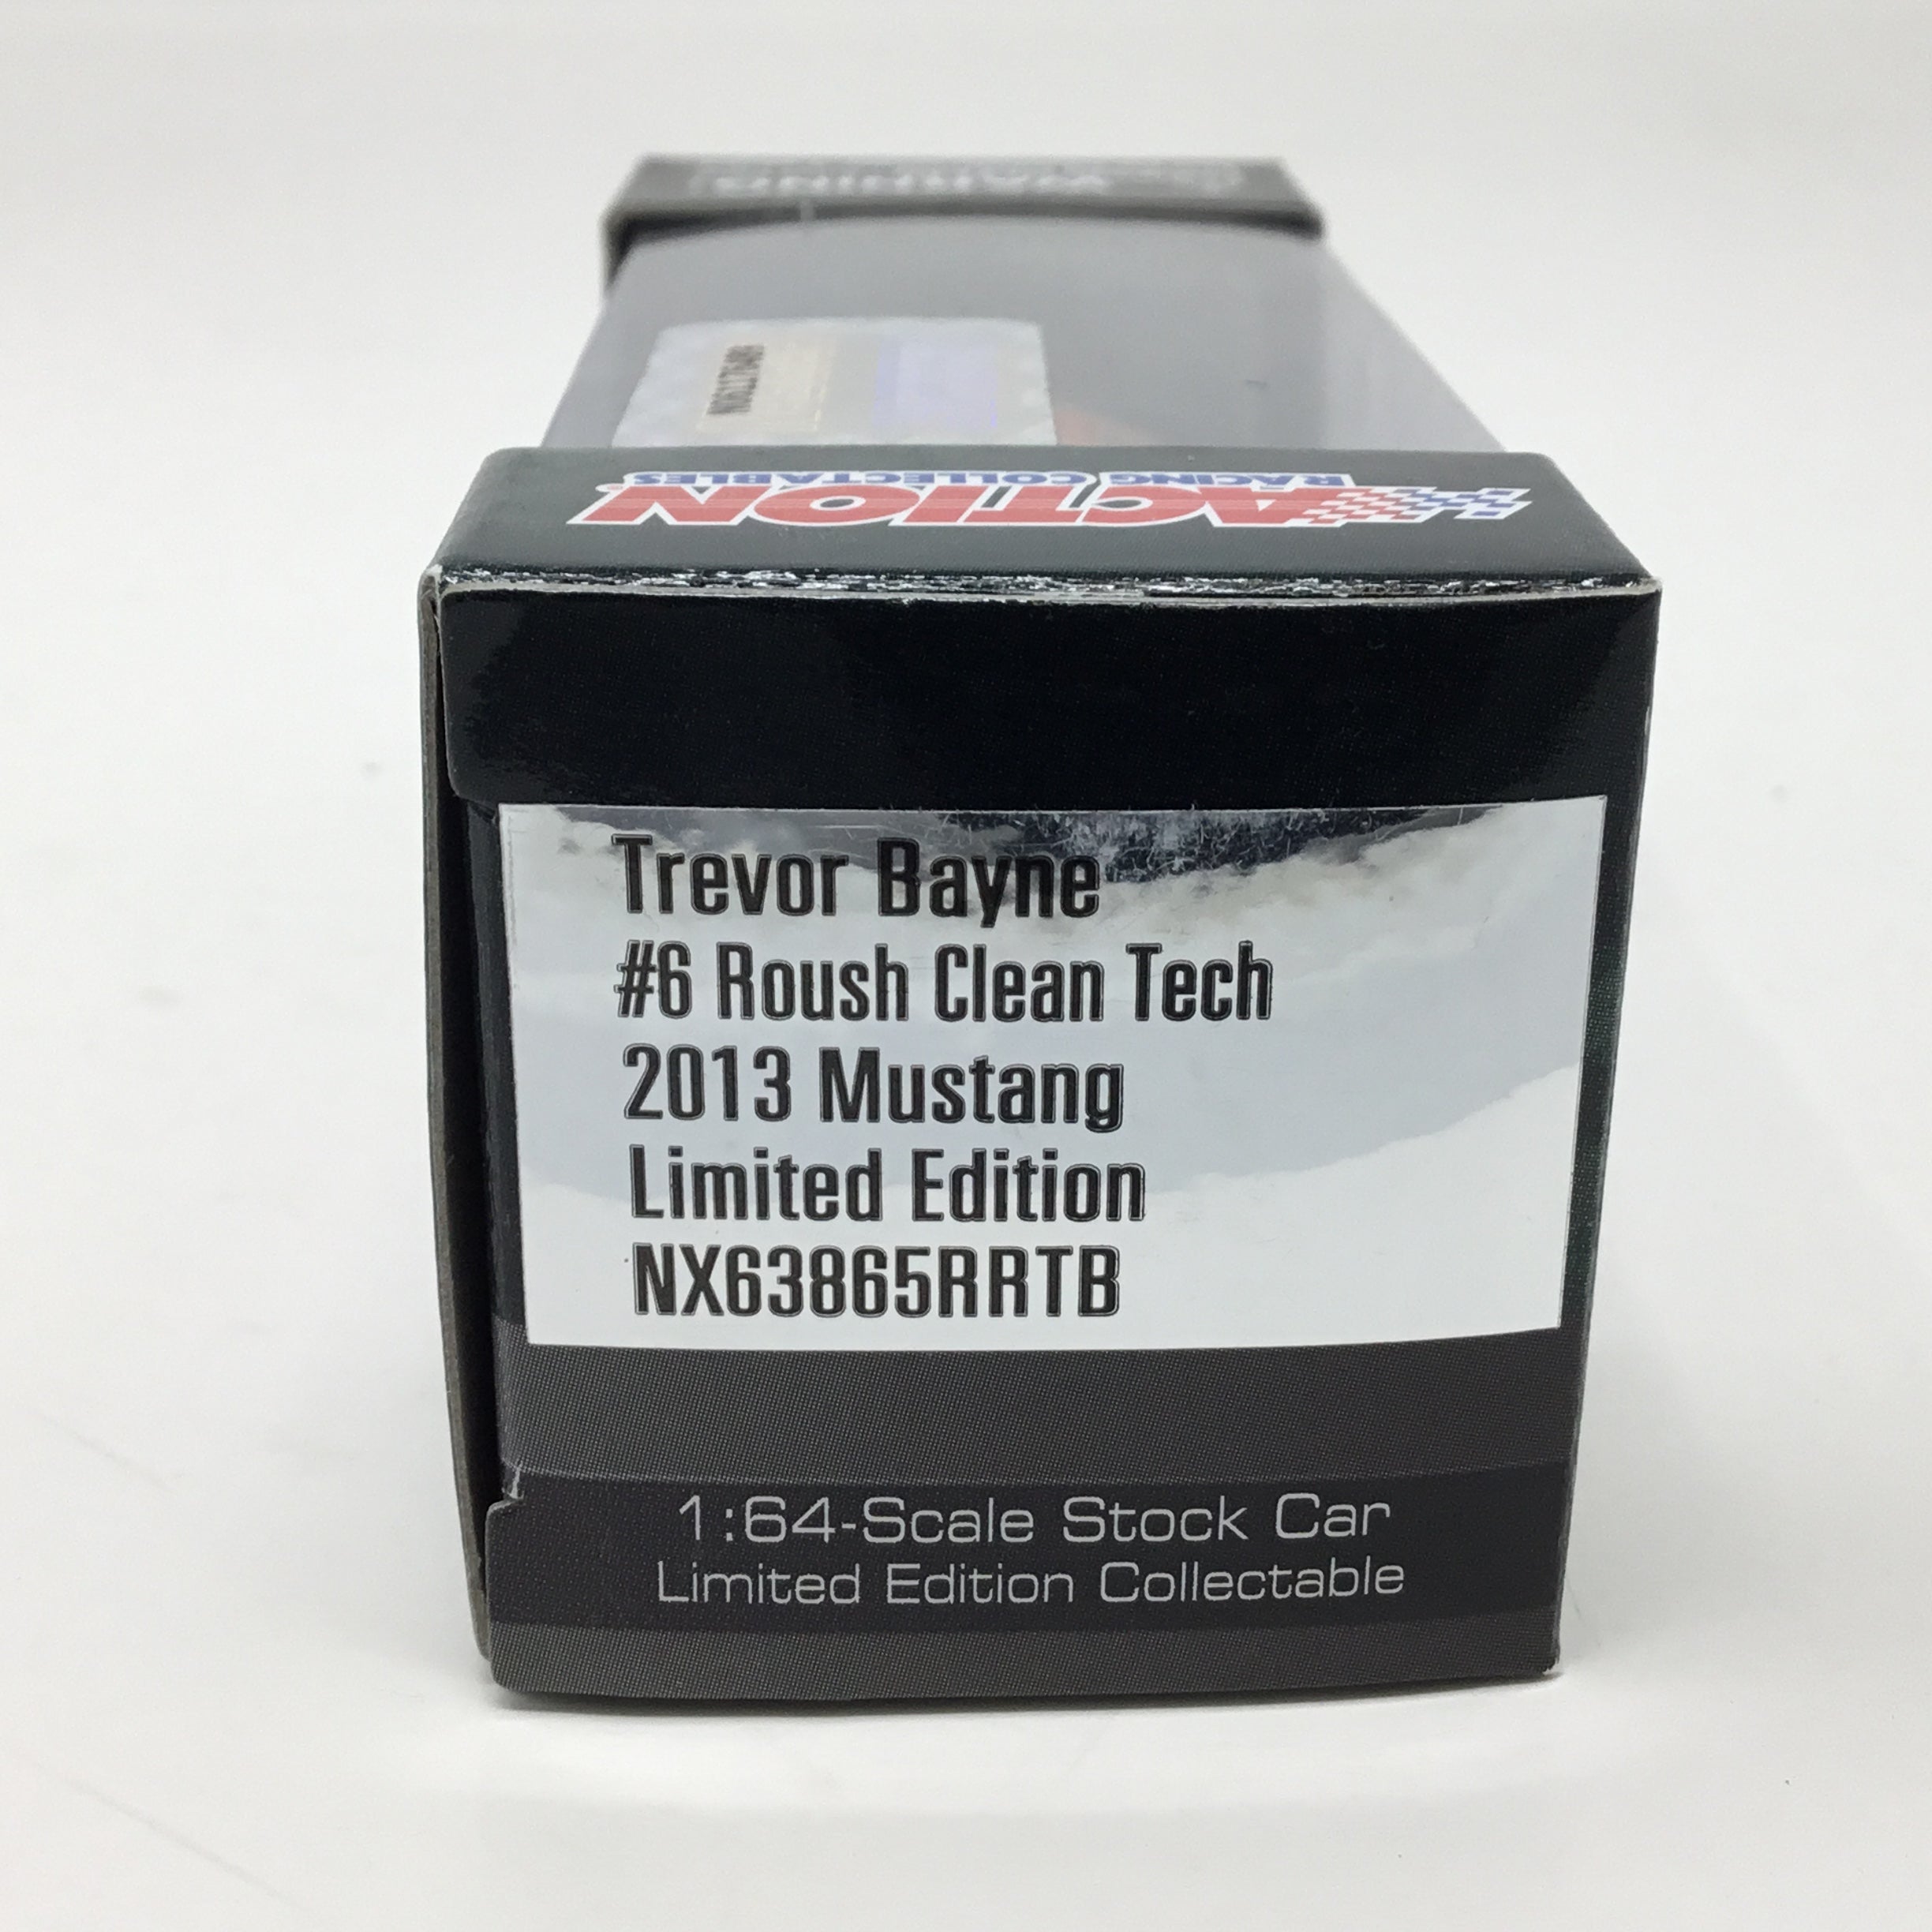 WARNING
ACTION
RACING COLLECTABLES
Trevor Bayne
#6 Roush Clean Tech
2013 Mustang
Limited Edition
NX63865RRTB
1:64-Scale Stock Car
Limited Edition Collectable